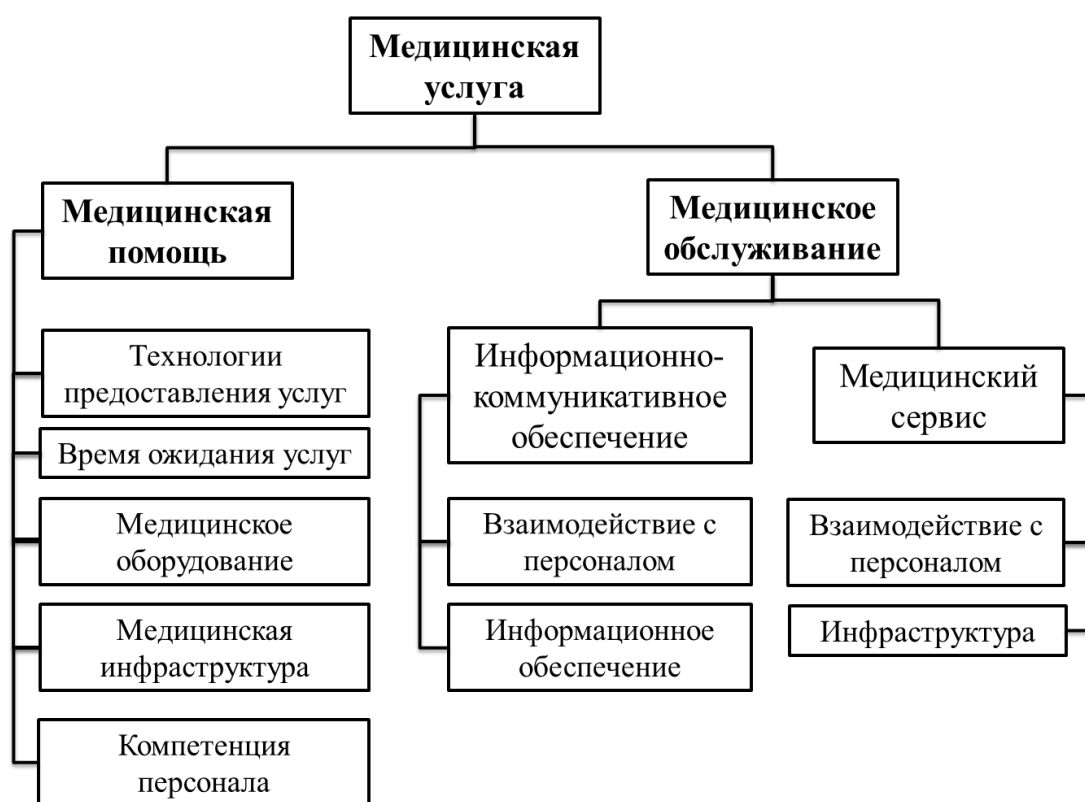 Медицинская
услуга
Медицинская
помощь
Медицинское
обслуживание
Технологии
предоставления услуг
Время ожидания услуг
Медицинское
оборудование
Медицинская
инфраструктура
Компетенция
персонала
Информационно-
коммуникативное
обеспечение
Взаимодействие с
персоналом
Информационное
обеспечение
Медицинский
сервис
Взаимодействие с
персоналом
Инфраструктура